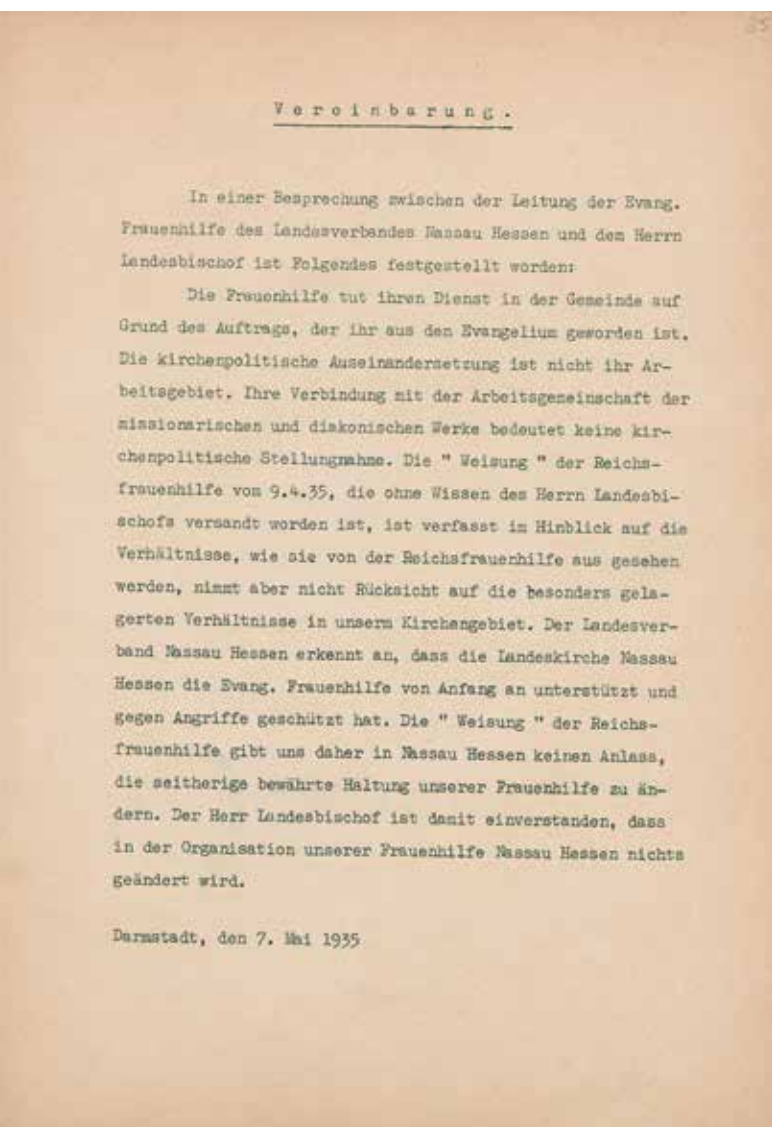 85
V e r e i n b a r u n g .
In einer Besprechung zwischen der Leitung der Evang.
Frauenhilfe des Landesverbandes Nassau Hessen und dem Herrn
Landesbischof ist Folgendes festgestellt worden:
Die Frauenhilfe tut ihren Dienst in der Gemeinde auf
Grund des Auftrags, der ihr aus den Evangelium geworden ist.
Die kirchenpolitische Auseinandersetzung ist nicht ihr Ar-
beitsgebiet. Ihre Verbindung mit der Arbeitsgemeinschaft der
missionarischen und diakonischen Werke bedeutet keine kir-
chenpolitische Stellungnahme. Die " Weisung " der Reichs-
frauenhilfe vom 9.4.35, die ohne Wissen des Herrn Landesbi-
schofs versandt worden ist, ist verfasst im Hinblick auf die
Verhältnisse, wie sie von der Reichsfrauenhilfe aus gesehen
werden, nimmt aber nicht Rücksicht auf die besonders gela-
gerten Verhältnisse in unserm Kirchengebiet. Der Landesver-
band Nassau Hessen erkennt an, dass die Landeskirche Nassau
Hessen die Evang. Frauenhilfe von Anfang an unterstützt und
gegen Angriffe geschützt hat. Die " Weisung " der Reichs-
frauenhilfe gibt uns daher in Nassau Hessen keinen Anlass,
die seitherige bewährte Haltung unserer Frauenhilfe zu än-
dern. Der Herr Landesbischof ist damit einverstanden, dass
in der Organisation unserer Frauenhilfe Nassau Hessen nichts
geändert wird.
Darmstadt, den 7. Mai 1935